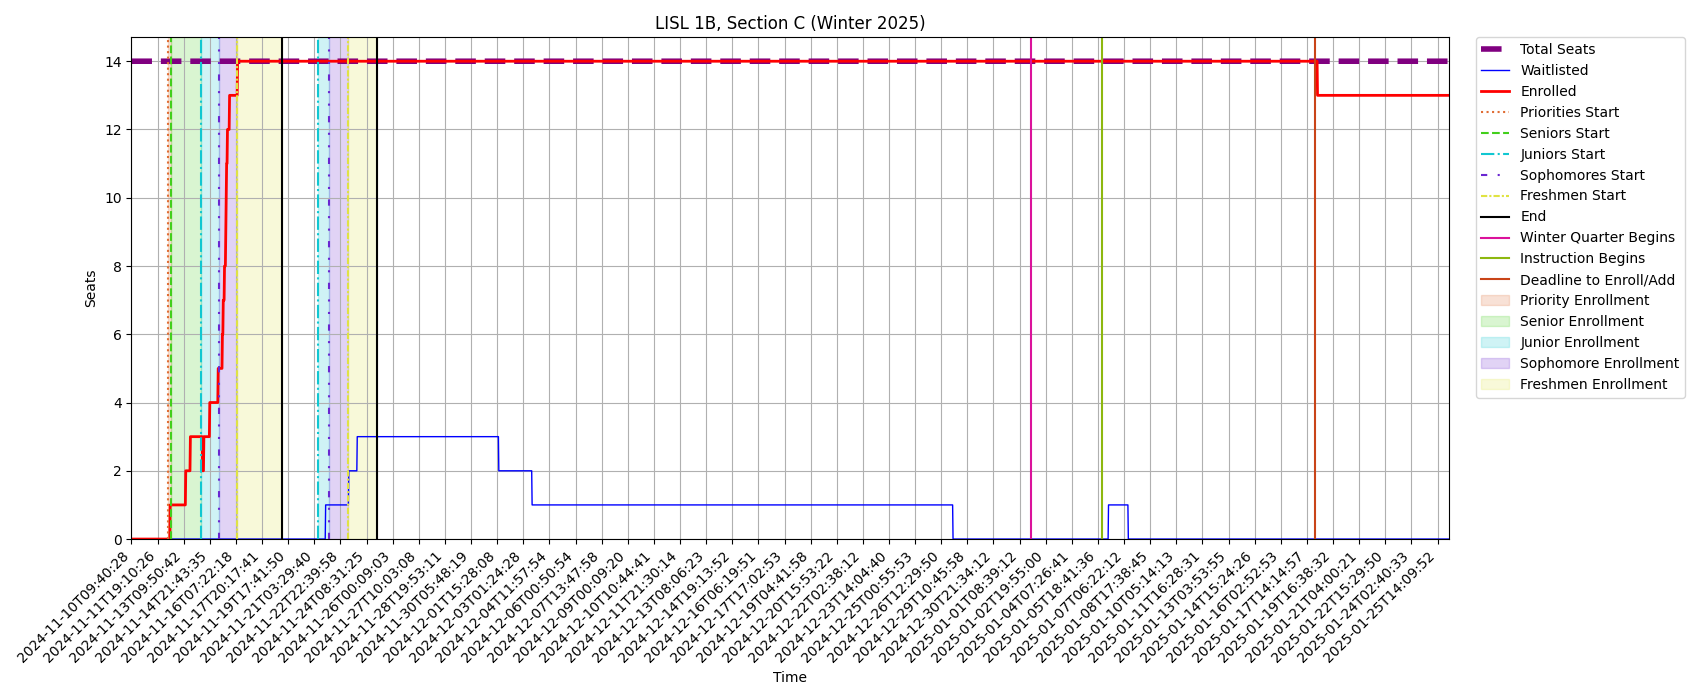 LISL 1B, Section C (Winter 2025)
Seats
14
12
10
8
6
4
2
0
2024-11-10T09:40:28
2024-11-11T19:10:26
2024-11-13T09:50:42
2024-11-14T21:43:35
2024-11-16T07:22:18
2024-11-17T20:17:41
2024-11-19T17:41:50
2024-11-21T03:29:40
2024-11-22T22:39:58
2024-11-24T08:31:25
2024-11-26T00:09:03
2024-11-27T11:03:08
2024-11-28T19:53:11
2024-11-30T05:48:19
2024-12-01T15:28:08
2024-12-03T01:24:28
2024-12-04T11:57:54
2024-12-06T00:50:54
2024-12-07T13:47:58
2024-12-09T00:09:20
2024-12-10T10:44:41
2024-12-11T21:30:14
2024-12-13T08:06:23
2024-12-14T19:13:52
2024-12-16T06:19:51
2024-12-17T17:02:53
2024-12-19T04:41:58
2024-12-20T15:53:22
2024-12-22T02:38:12
2024-12-23T14:04:40
2024-12-25T00:55:53
2024-12-26T12:29:50
2024-12-29T10:45:58
2024-12-30T21:34:12
2025-01-01T08:39:12
2025-01-02T19:55:00
2025-01-04T07:26:41
2025-01-05T18:41:36
2025-01-07T06:22:12
2025-01-08T17:38:45
2025-01-10T05:14:13
2025-01-11T16:28:31
2025-01-13T03:53:55
2025-01-14T15:24:26
2025-01-16T02:52:53
2025-01-17T14:14:57
2025-01-19T16:38:32
2025-01-21T04:00:21
2025-01-22T15:29:50
2025-01-24T02:40:33
2025-01-25T14:09:52
Time
Total Seats
Waitlisted
Enrolled
Priorities Start
Seniors Start
Juniors Start
Sophomores Start
Freshmen Start
End
Winter Quarter Begins
Instruction Begins
Deadline to Enroll/Add
Priority Enrollment
Senior Enrollment
Junior Enrollment
Sophomore Enrollment
Freshmen Enrollment